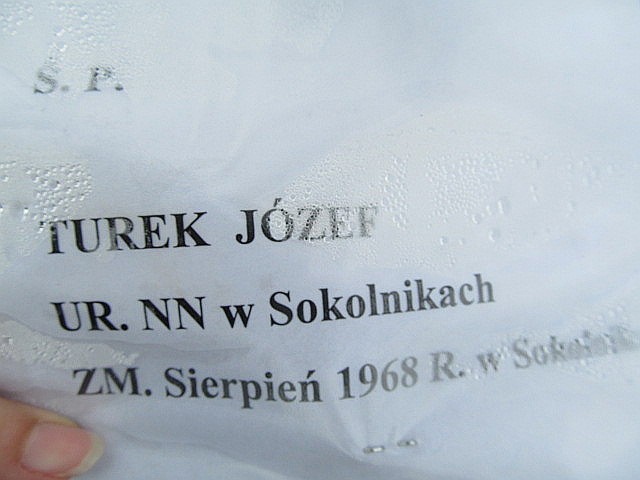 Ś. P.
TUREK JÓZEF
UR. NN w Sokolnikach
ZM. Sierpień 1968 R. w